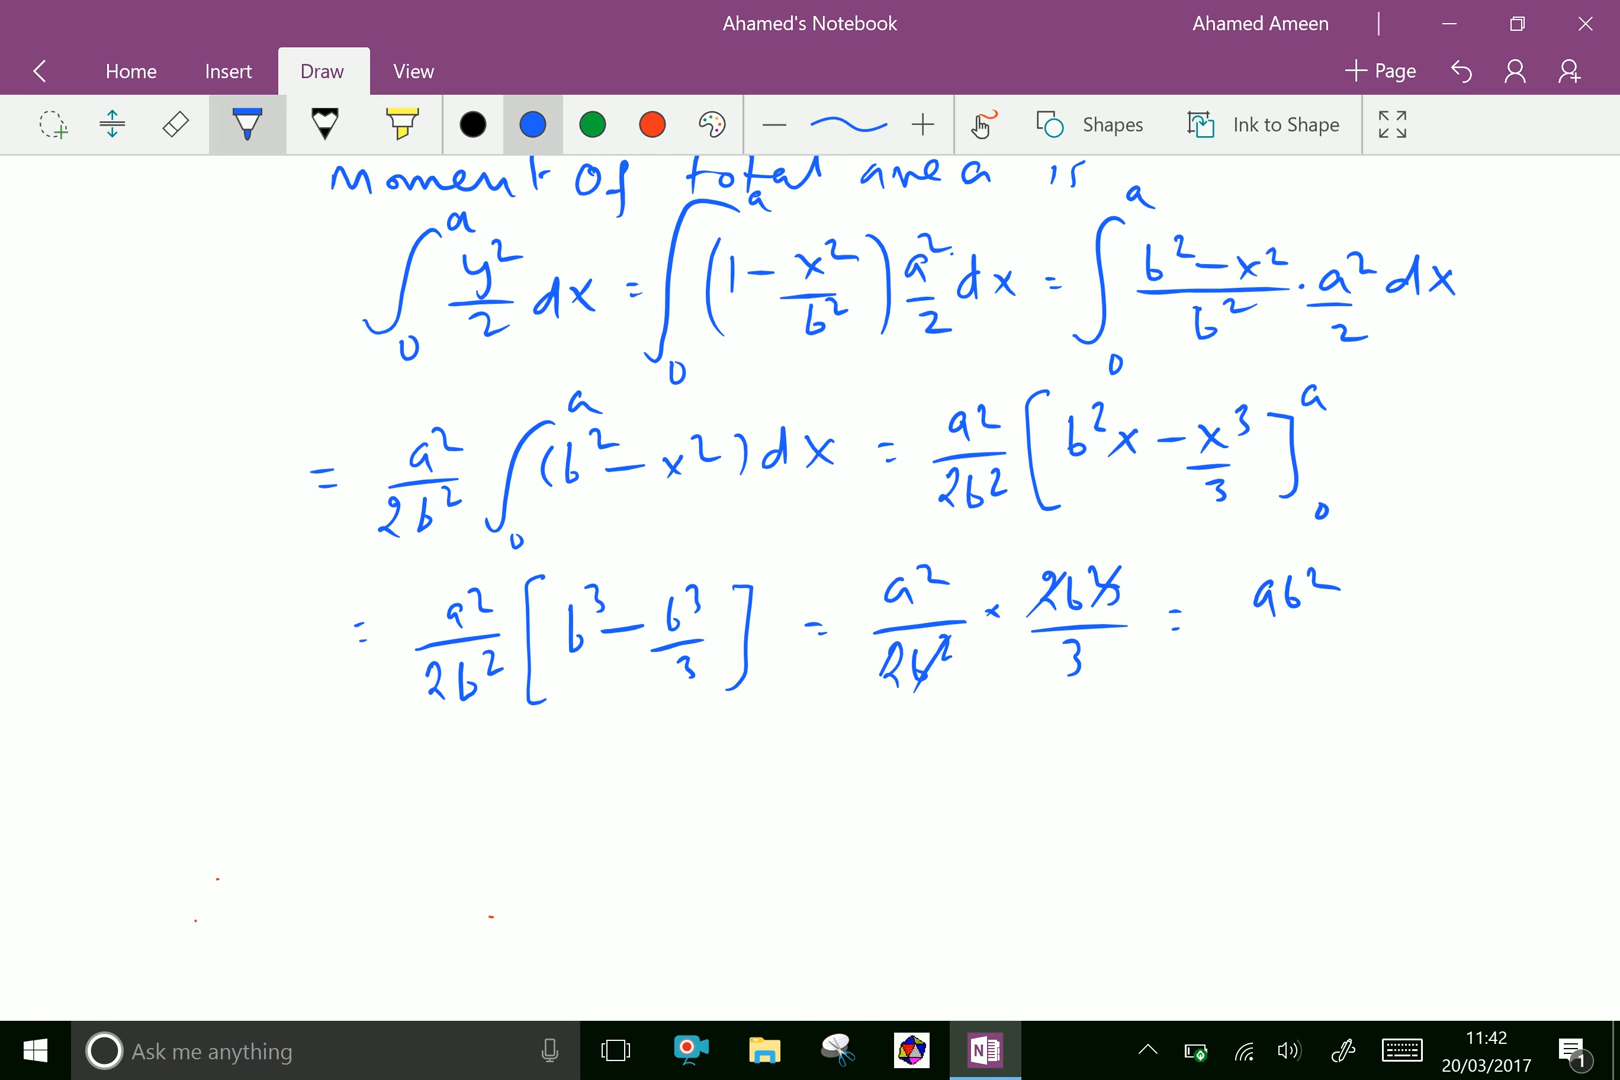 Ahamed's Notebook Ahamed Ameen
Home Insert Draw View Page
Shapes Ink to Shape
Moment Of total area is
∫₀ᵃ y²/2 dx = ∫₀ᵃ (1 − x²/b²) a²/2 dx = ∫₀ᵃ (b² − x²)/b² · a²/2 dx
= a²/2b² ∫₀ᵃ (b² − x²) dx = a²/2b² [b²x − x³/3]₀ᵃ
= a²/2b² [b³ − b³/3] = a²/2b² × 2b³/3 = ab²
Ask me anything
11:42
20/03/2017
1